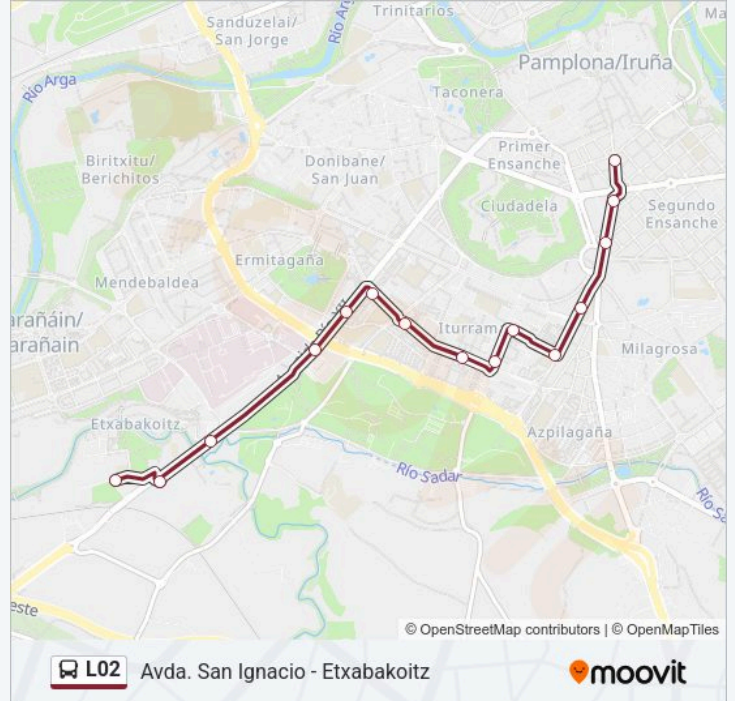 Sanduzelai/
San Jorge
Trinitarios
Río Arga
Pamplona/Iruña
Taconera
Río Arga
Biritxitu/
Berichitos
Donibane/
San Juan
Primer
Ensanche
Ciudadela
Segundo
Ensanche
Ermitagaña
Mendebaldea
arañáin/
arañain
Iturram
Milagrosa
Etxabakoitz
Azpilagaña
Río Sadar
Río Sa
este
© OpenStreetMap contributors | © OpenMapTiles
L02 Avda. San Ignacio - Etxabakoitz
moovit